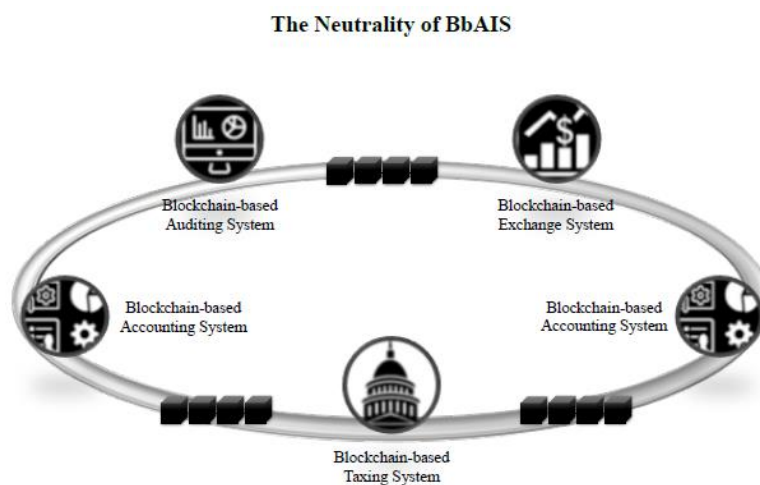 The Neutrality of BbAIS
Blockchain-based
Auditing System
Blockchain-based
Exchange System
Blockchain-based
Accounting System
Blockchain-based
Accounting System
Blockchain-based
Taxing System